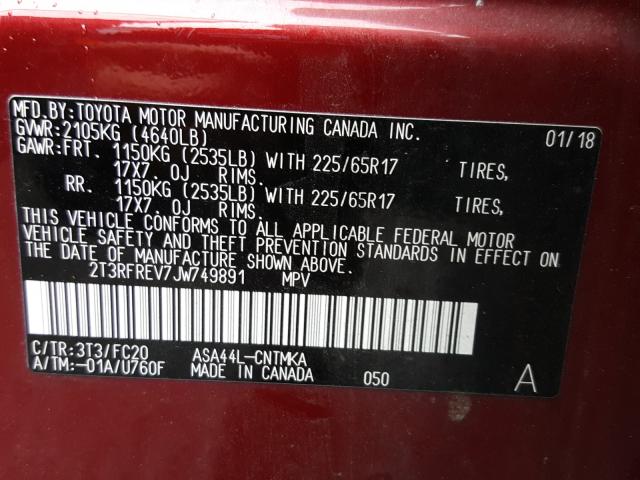 MFD.BY:TOYOTA MOTOR MANUFACTURING CANADA INC.
GVWR:2105KG (4640LB) 01/18
GAWR:FRT. 1150KG (2535LB) WITH 225/65R17 TIRES,
17X7.0J RIMS.
RR. 1150KG (2535LB) WITH 225/65R17 TIRES,
17X7.0J RIMS.
THIS VEHICLE CONFORMS TO ALL APPLICABLE FEDERAL MOTOR
VEHICLE SAFETY AND THEFT PREVENTION STANDARDS IN EFFECT ON
THE DATE OF MANUFACTURE SHOWN ABOVE.
2T3RFREV7JW749891 MPV
C/TR:3T3/FC20 ASA44L-CNTMKA
A/TM:-01A/U760F MADE IN CANADA 050 A